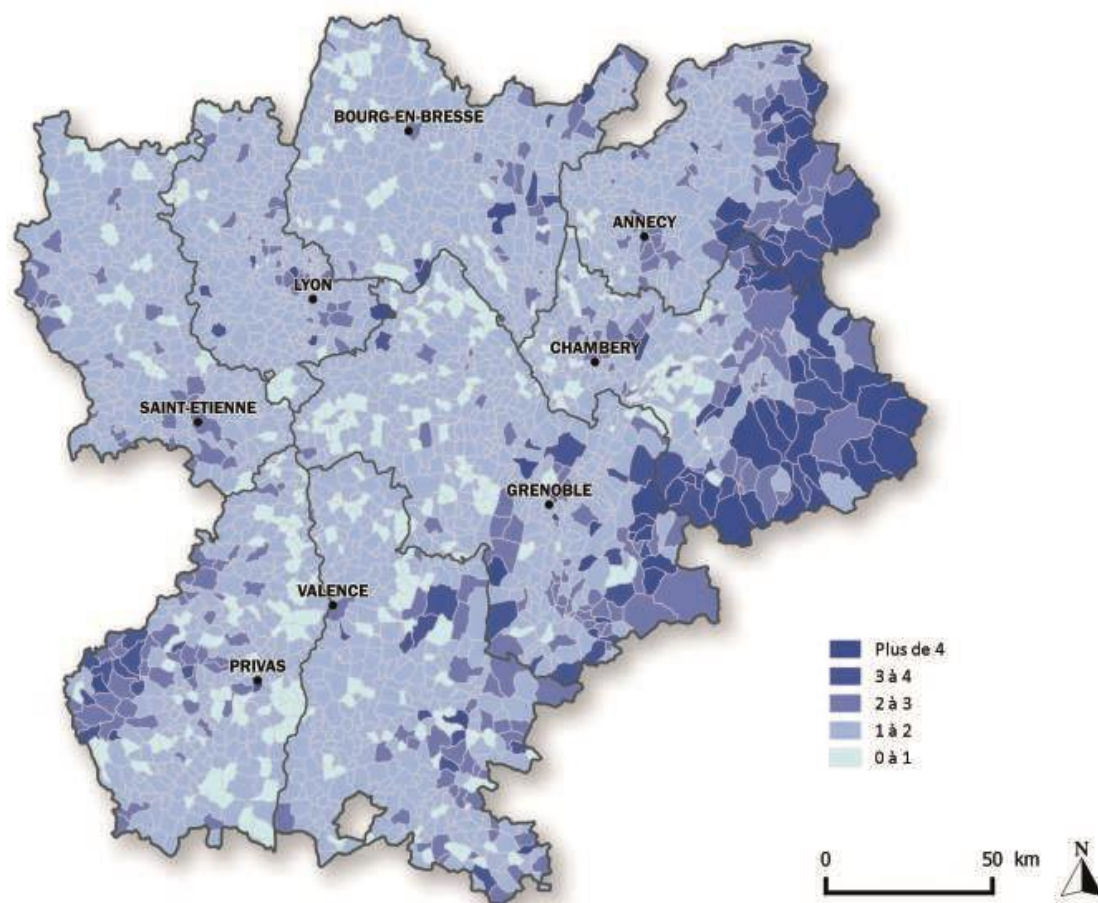 BOURG-EN-BRESSE
ANNECY
LYON
CHAMBERY
SAINT-ETIENNE
GRENOBLE
VALENCE
PRIVAS
Plus de 4
3 à 4
2 à 3
1 à 2
0 à 1
0 50 km
N